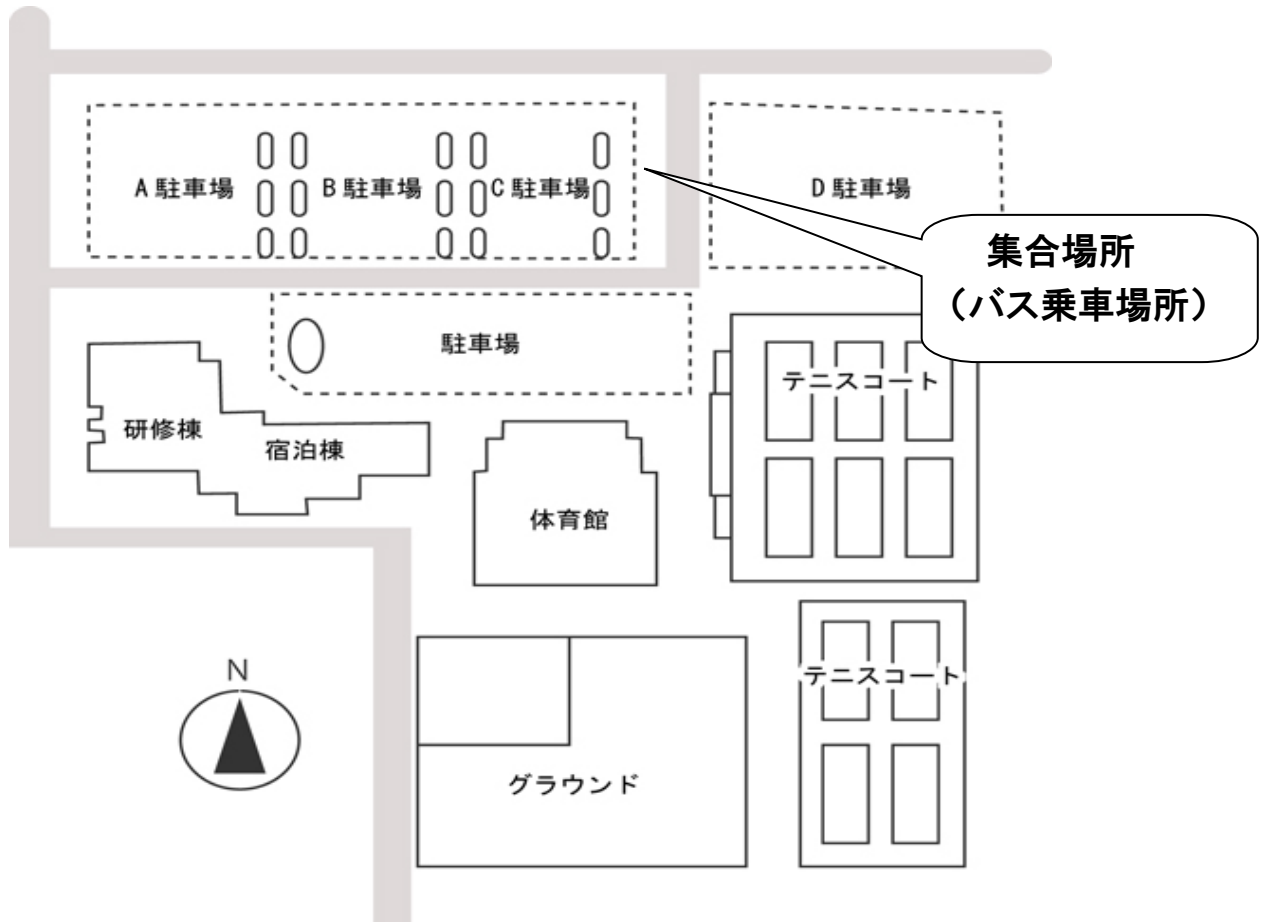 A駐車場
B駐車場
C駐車場
D駐車場
集合場所
（バス乗車場所）
駐車場
テニスコート
研修棟
宿泊棟
体育館
テニスコート
N
グラウンド